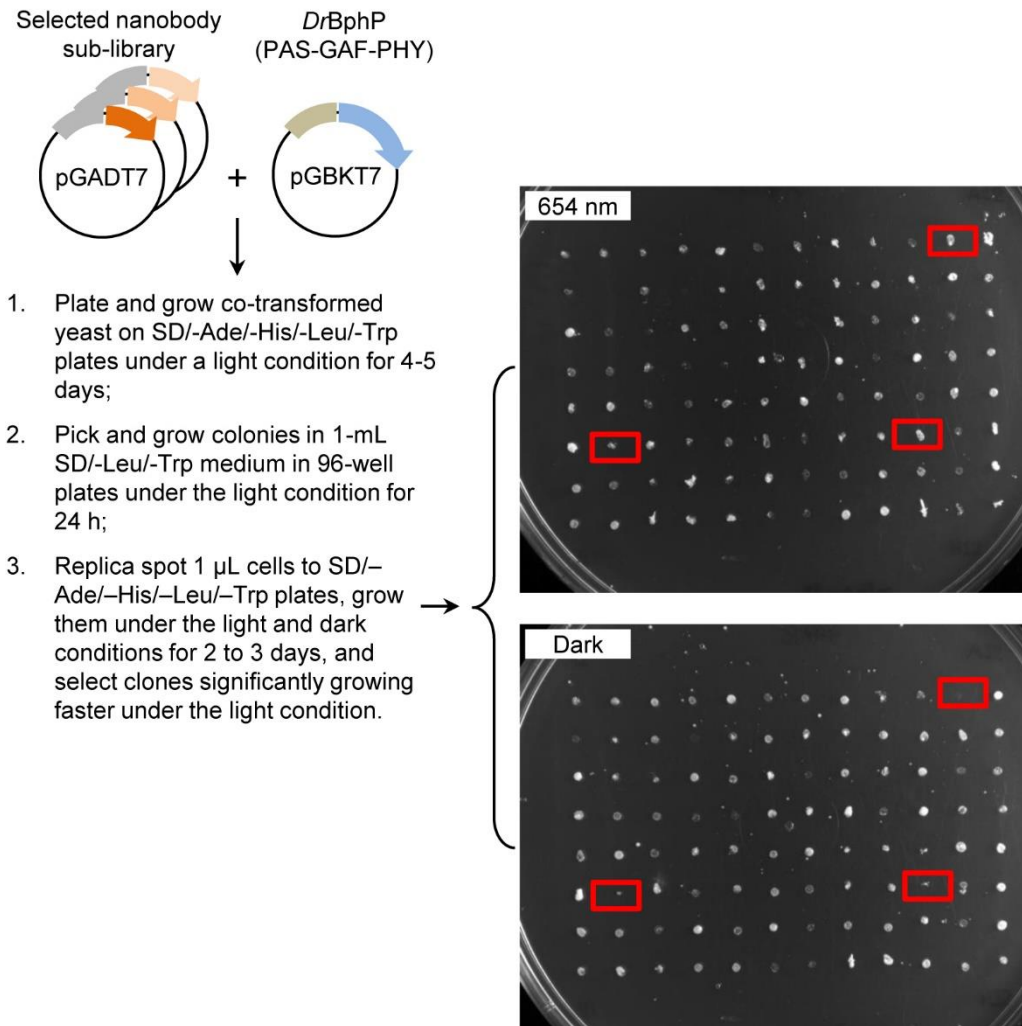 Selected nanobody
sub-library
DrBphP
(PAS-GAF-PHY)
pGADT7
+
pGBKT7
1. Plate and grow co-transformed
yeast on SD/-Ade/-His/-Leu/-Trp
plates under a light condition for 4-5
days;
2. Pick and grow colonies in 1-mL
SD/-Leu/-Trp medium in 96-well
plates under the light condition for
24 h;
3. Replica spot 1 µL cells to SD/–
Ade/–His/–Leu/–Trp plates, grow
them under the light and dark
conditions for 2 to 3 days, and
select clones significantly growing
faster under the light condition.
654 nm
Dark